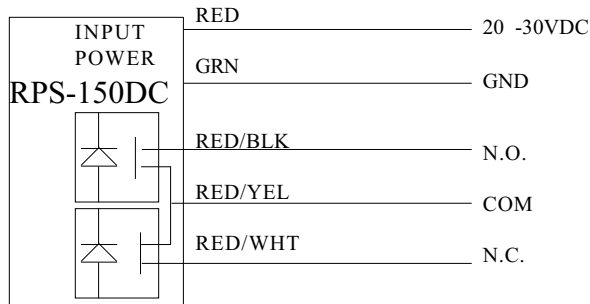 INPUT
POWER
RPS-150DC
RED
20 -30VDC
GRN
GND
RED/BLK
N.O.
RED/YEL
COM
RED/WHT
N.C.